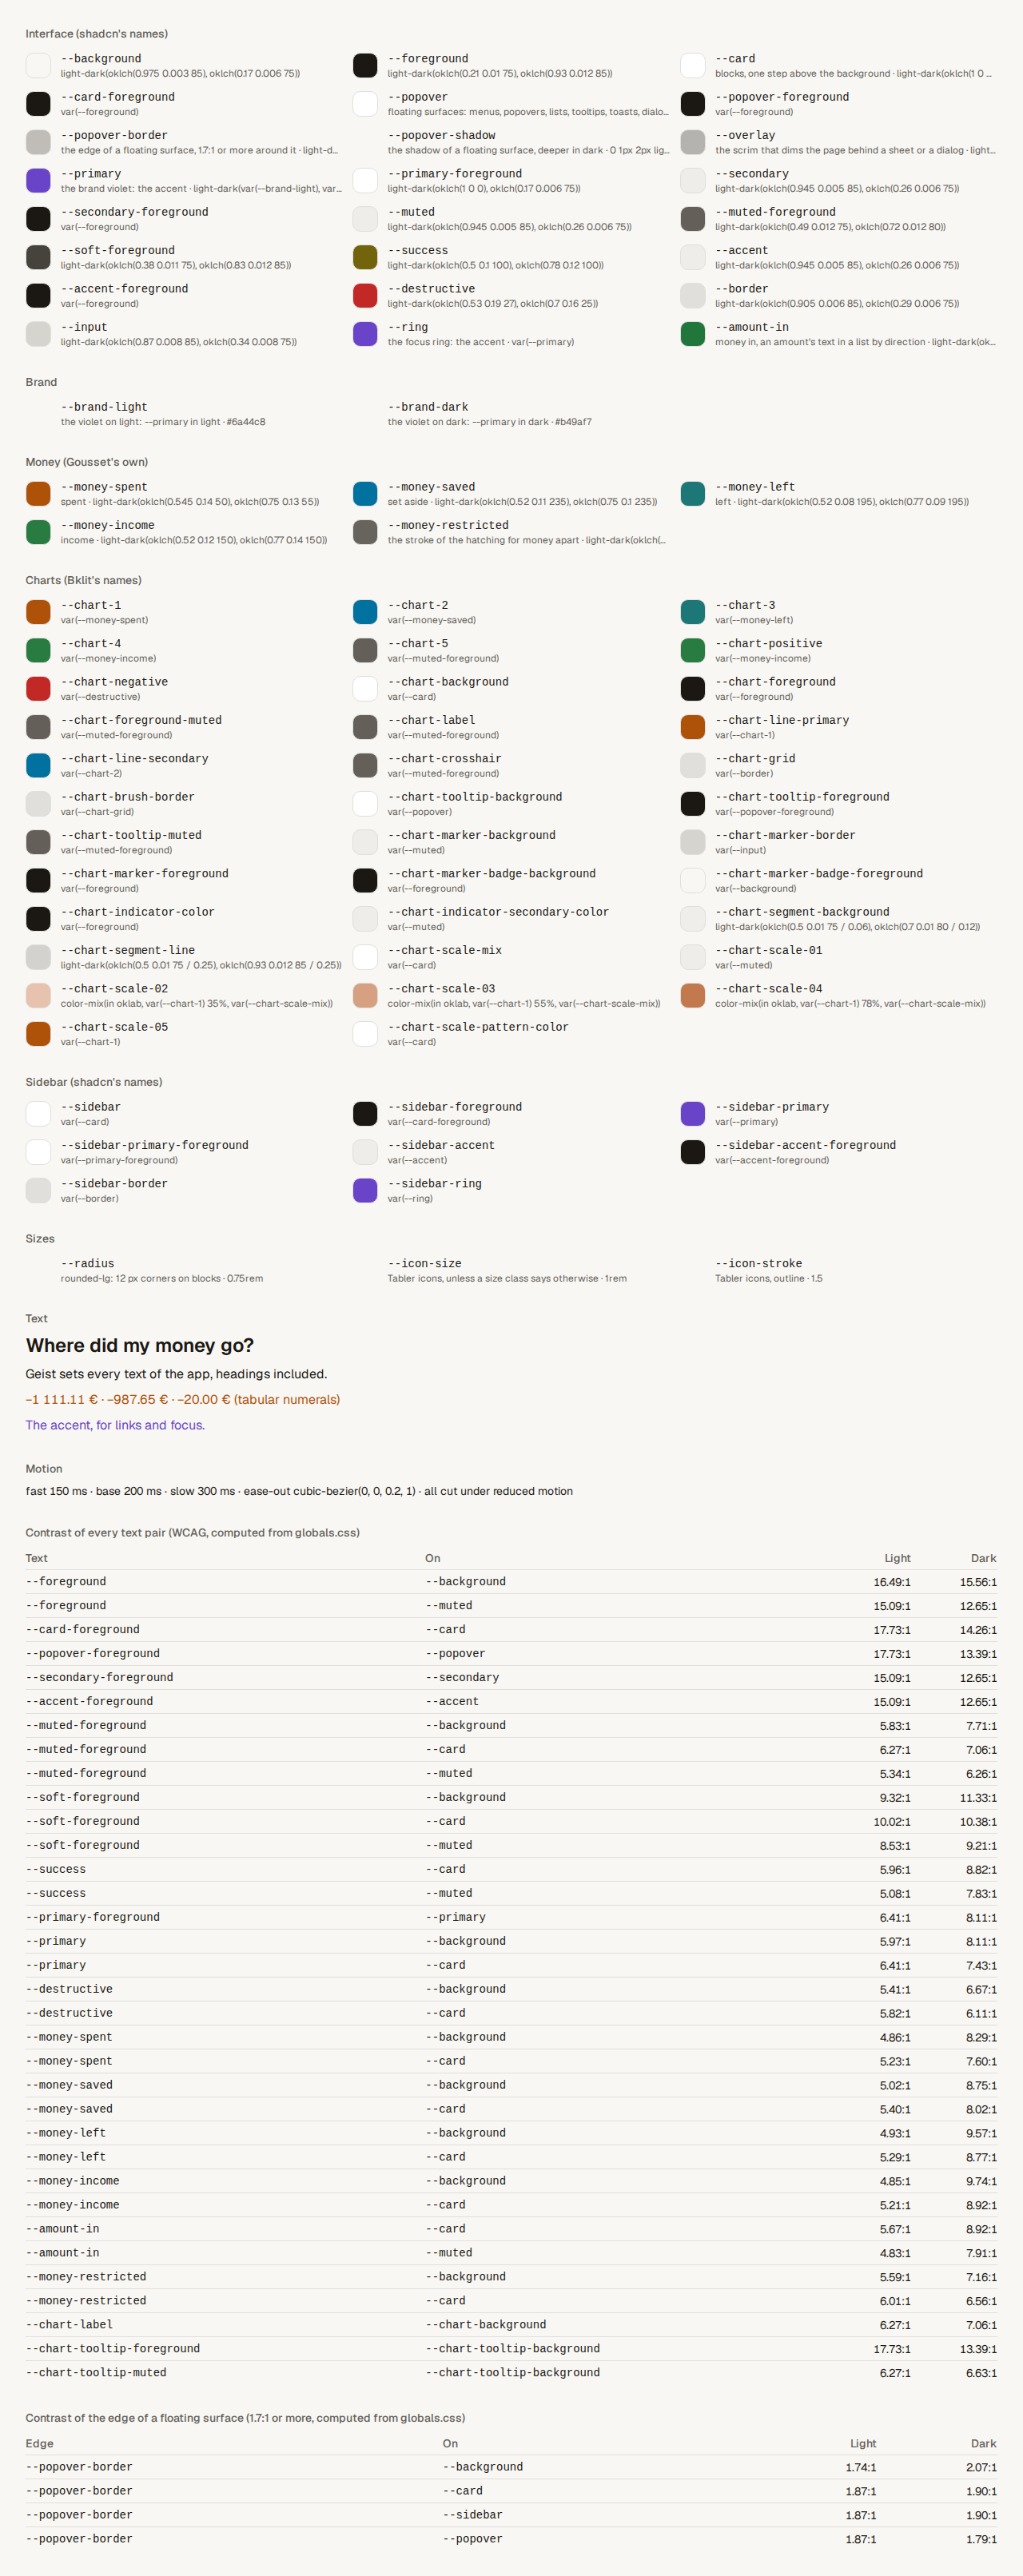 Interface (shadcn's names)
--background
light-dark(oklch(0.975 0.003 85), oklch(0.17 0.006 75))
--foreground
light-dark(oklch(0.21 0.01 75), oklch(0.93 0.012 85))
--card
blocks, one step above the background · light-dark(oklch(1 0 …
--card-foreground
var(--foreground)
--popover
floating surfaces: menus, popovers, lists, tooltips, toasts, dialo…
--popover-foreground
var(--foreground)
--popover-border
the edge of a floating surface, 1.7:1 or more around it · light-d…
--popover-shadow
the shadow of a floating surface, deeper in dark · 0 1px 2px lig…
--overlay
the scrim that dims the page behind a sheet or a dialog · light…
--primary
the brand violet: the accent · light-dark(var(--brand-light), var…
--primary-foreground
light-dark(oklch(1 0 0), oklch(0.17 0.006 75))
--secondary
light-dark(oklch(0.945 0.005 85), oklch(0.26 0.006 75))
--secondary-foreground
var(--foreground)
--muted
light-dark(oklch(0.945 0.005 85), oklch(0.26 0.006 75))
--muted-foreground
light-dark(oklch(0.49 0.012 75), oklch(0.72 0.012 80))
--soft-foreground
light-dark(oklch(0.38 0.011 75), oklch(0.83 0.012 85))
--success
light-dark(oklch(0.5 0.1 100), oklch(0.78 0.12 100))
--accent
light-dark(oklch(0.945 0.005 85), oklch(0.26 0.006 75))
--accent-foreground
var(--foreground)
--destructive
light-dark(oklch(0.53 0.19 27), oklch(0.7 0.16 25))
--border
light-dark(oklch(0.905 0.006 85), oklch(0.29 0.006 75))
--input
light-dark(oklch(0.87 0.008 85), oklch(0.34 0.008 75))
--ring
the focus ring: the accent · var(--primary)
--amount-in
money in, an amount's text in a list by direction · light-dark(ok…
Brand
--brand-light
the violet on light: --primary in light · #6a44c8
--brand-dark
the violet on dark: --primary in dark · #b49af7
Money (Gousset's own)
--money-spent
spent · light-dark(oklch(0.545 0.14 50), oklch(0.75 0.13 55))
--money-saved
set aside · light-dark(oklch(0.52 0.11 235), oklch(0.75 0.1 235))
--money-left
left · light-dark(oklch(0.52 0.08 195), oklch(0.77 0.09 195))
--money-income
income · light-dark(oklch(0.52 0.12 150), oklch(0.77 0.14 150))
--money-restricted
the stroke of the hatching for money apart · light-dark(oklch(…
Charts (Bklit's names)
--chart-1
var(--money-spent)
--chart-2
var(--money-saved)
--chart-3
var(--money-left)
--chart-4
var(--money-income)
--chart-5
var(--muted-foreground)
--chart-positive
var(--money-income)
--chart-negative
var(--destructive)
--chart-background
var(--card)
--chart-foreground
var(--foreground)
--chart-foreground-muted
var(--muted-foreground)
--chart-label
var(--muted-foreground)
--chart-line-primary
var(--chart-1)
--chart-line-secondary
var(--chart-2)
--chart-crosshair
var(--muted-foreground)
--chart-grid
var(--border)
--chart-brush-border
var(--chart-grid)
--chart-tooltip-background
var(--popover)
--chart-tooltip-foreground
var(--popover-foreground)
--chart-tooltip-muted
var(--muted-foreground)
--chart-marker-background
var(--muted)
--chart-marker-border
var(--input)
--chart-marker-foreground
var(--foreground)
--chart-marker-badge-background
var(--foreground)
--chart-marker-badge-foreground
var(--background)
--chart-indicator-color
var(--foreground)
--chart-indicator-secondary-color
var(--muted)
--chart-segment-background
light-dark(oklch(0.5 0.01 75 / 0.06), oklch(0.7 0.01 80 / 0.12))
--chart-segment-line
light-dark(oklch(0.5 0.01 75 / 0.25), oklch(0.93 0.012 85 / 0.25))
--chart-scale-mix
var(--card)
--chart-scale-01
var(--muted)
--chart-scale-02
color-mix(in oklab, var(--chart-1) 35%, var(--chart-scale-mix))
--chart-scale-03
color-mix(in oklab, var(--chart-1) 55%, var(--chart-scale-mix))
--chart-scale-04
color-mix(in oklab, var(--chart-1) 78%, var(--chart-scale-mix))
--chart-scale-05
var(--chart-1)
--chart-scale-pattern-color
var(--card)
Sidebar (shadcn's names)
--sidebar
var(--card)
--sidebar-foreground
var(--card-foreground)
--sidebar-primary
var(--primary)
--sidebar-primary-foreground
var(--primary-foreground)
--sidebar-accent
var(--accent)
--sidebar-accent-foreground
var(--accent-foreground)
--sidebar-border
var(--border)
--sidebar-ring
var(--ring)
Sizes
--radius
rounded-lg: 12 px corners on blocks · 0.75rem
--icon-size
Tabler icons, unless a size class says otherwise · 1rem
--icon-stroke
Tabler icons, outline · 1.5
Text
Where did my money go?
Geist sets every text of the app, headings included.
−1 111.11 € · −987.65 € · −20.00 € (tabular numerals)
The accent, for links and focus.
Motion
fast 150 ms · base 200 ms · slow 300 ms · ease-out cubic-bezier(0, 0, 0.2, 1) · all cut under reduced motion
Contrast of every text pair (WCAG, computed from globals.css)
Text On Light Dark
--foreground --background 16.49:1 15.56:1
--foreground --muted 15.09:1 12.65:1
--card-foreground --card 17.73:1 14.26:1
--popover-foreground --popover 17.73:1 13.39:1
--secondary-foreground --secondary 15.09:1 12.65:1
--accent-foreground --accent 15.09:1 12.65:1
--muted-foreground --background 5.83:1 7.71:1
--muted-foreground --card 6.27:1 7.06:1
--muted-foreground --muted 5.34:1 6.26:1
--soft-foreground --background 9.32:1 11.33:1
--soft-foreground --card 10.02:1 10.38:1
--soft-foreground --muted 8.53:1 9.21:1
--success --card 5.96:1 8.82:1
--success --muted 5.08:1 7.83:1
--primary-foreground --primary 6.41:1 8.11:1
--primary --background 5.97:1 8.11:1
--primary --card 6.41:1 7.43:1
--destructive --background 5.41:1 6.67:1
--destructive --card 5.82:1 6.11:1
--money-spent --background 4.86:1 8.29:1
--money-spent --card 5.23:1 7.60:1
--money-saved --background 5.02:1 8.75:1
--money-saved --card 5.40:1 8.02:1
--money-left --background 4.93:1 9.57:1
--money-left --card 5.29:1 8.77:1
--money-income --background 4.85:1 9.74:1
--money-income --card 5.21:1 8.92:1
--amount-in --card 5.67:1 8.92:1
--amount-in --muted 4.83:1 7.91:1
--money-restricted --background 5.59:1 7.16:1
--money-restricted --card 6.01:1 6.56:1
--chart-label --chart-background 6.27:1 7.06:1
--chart-tooltip-foreground --chart-tooltip-background 17.73:1 13.39:1
--chart-tooltip-muted --chart-tooltip-background 6.27:1 6.63:1
Contrast of the edge of a floating surface (1.7:1 or more, computed from globals.css)
Edge On Light Dark
--popover-border --background 1.74:1 2.07:1
--popover-border --card 1.87:1 1.90:1
--popover-border --sidebar 1.87:1 1.90:1
--popover-border --popover 1.87:1 1.79:1